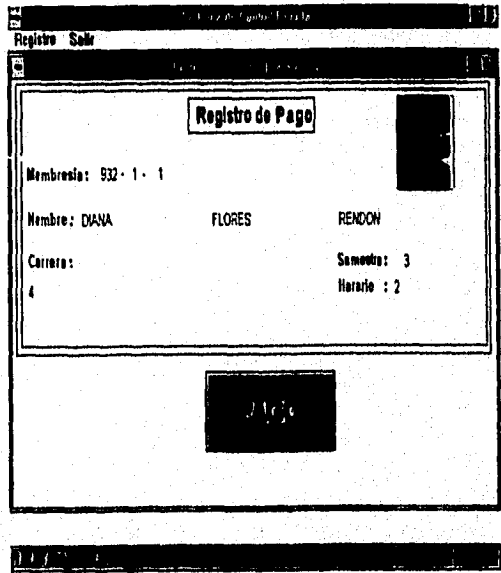 Registro Salir
Registro de Pago
Membresia: 932 - 1 - 1
Nombre: DIANA FLORES RENDON
Carrera: Semestre: 3
4 Horario : 2